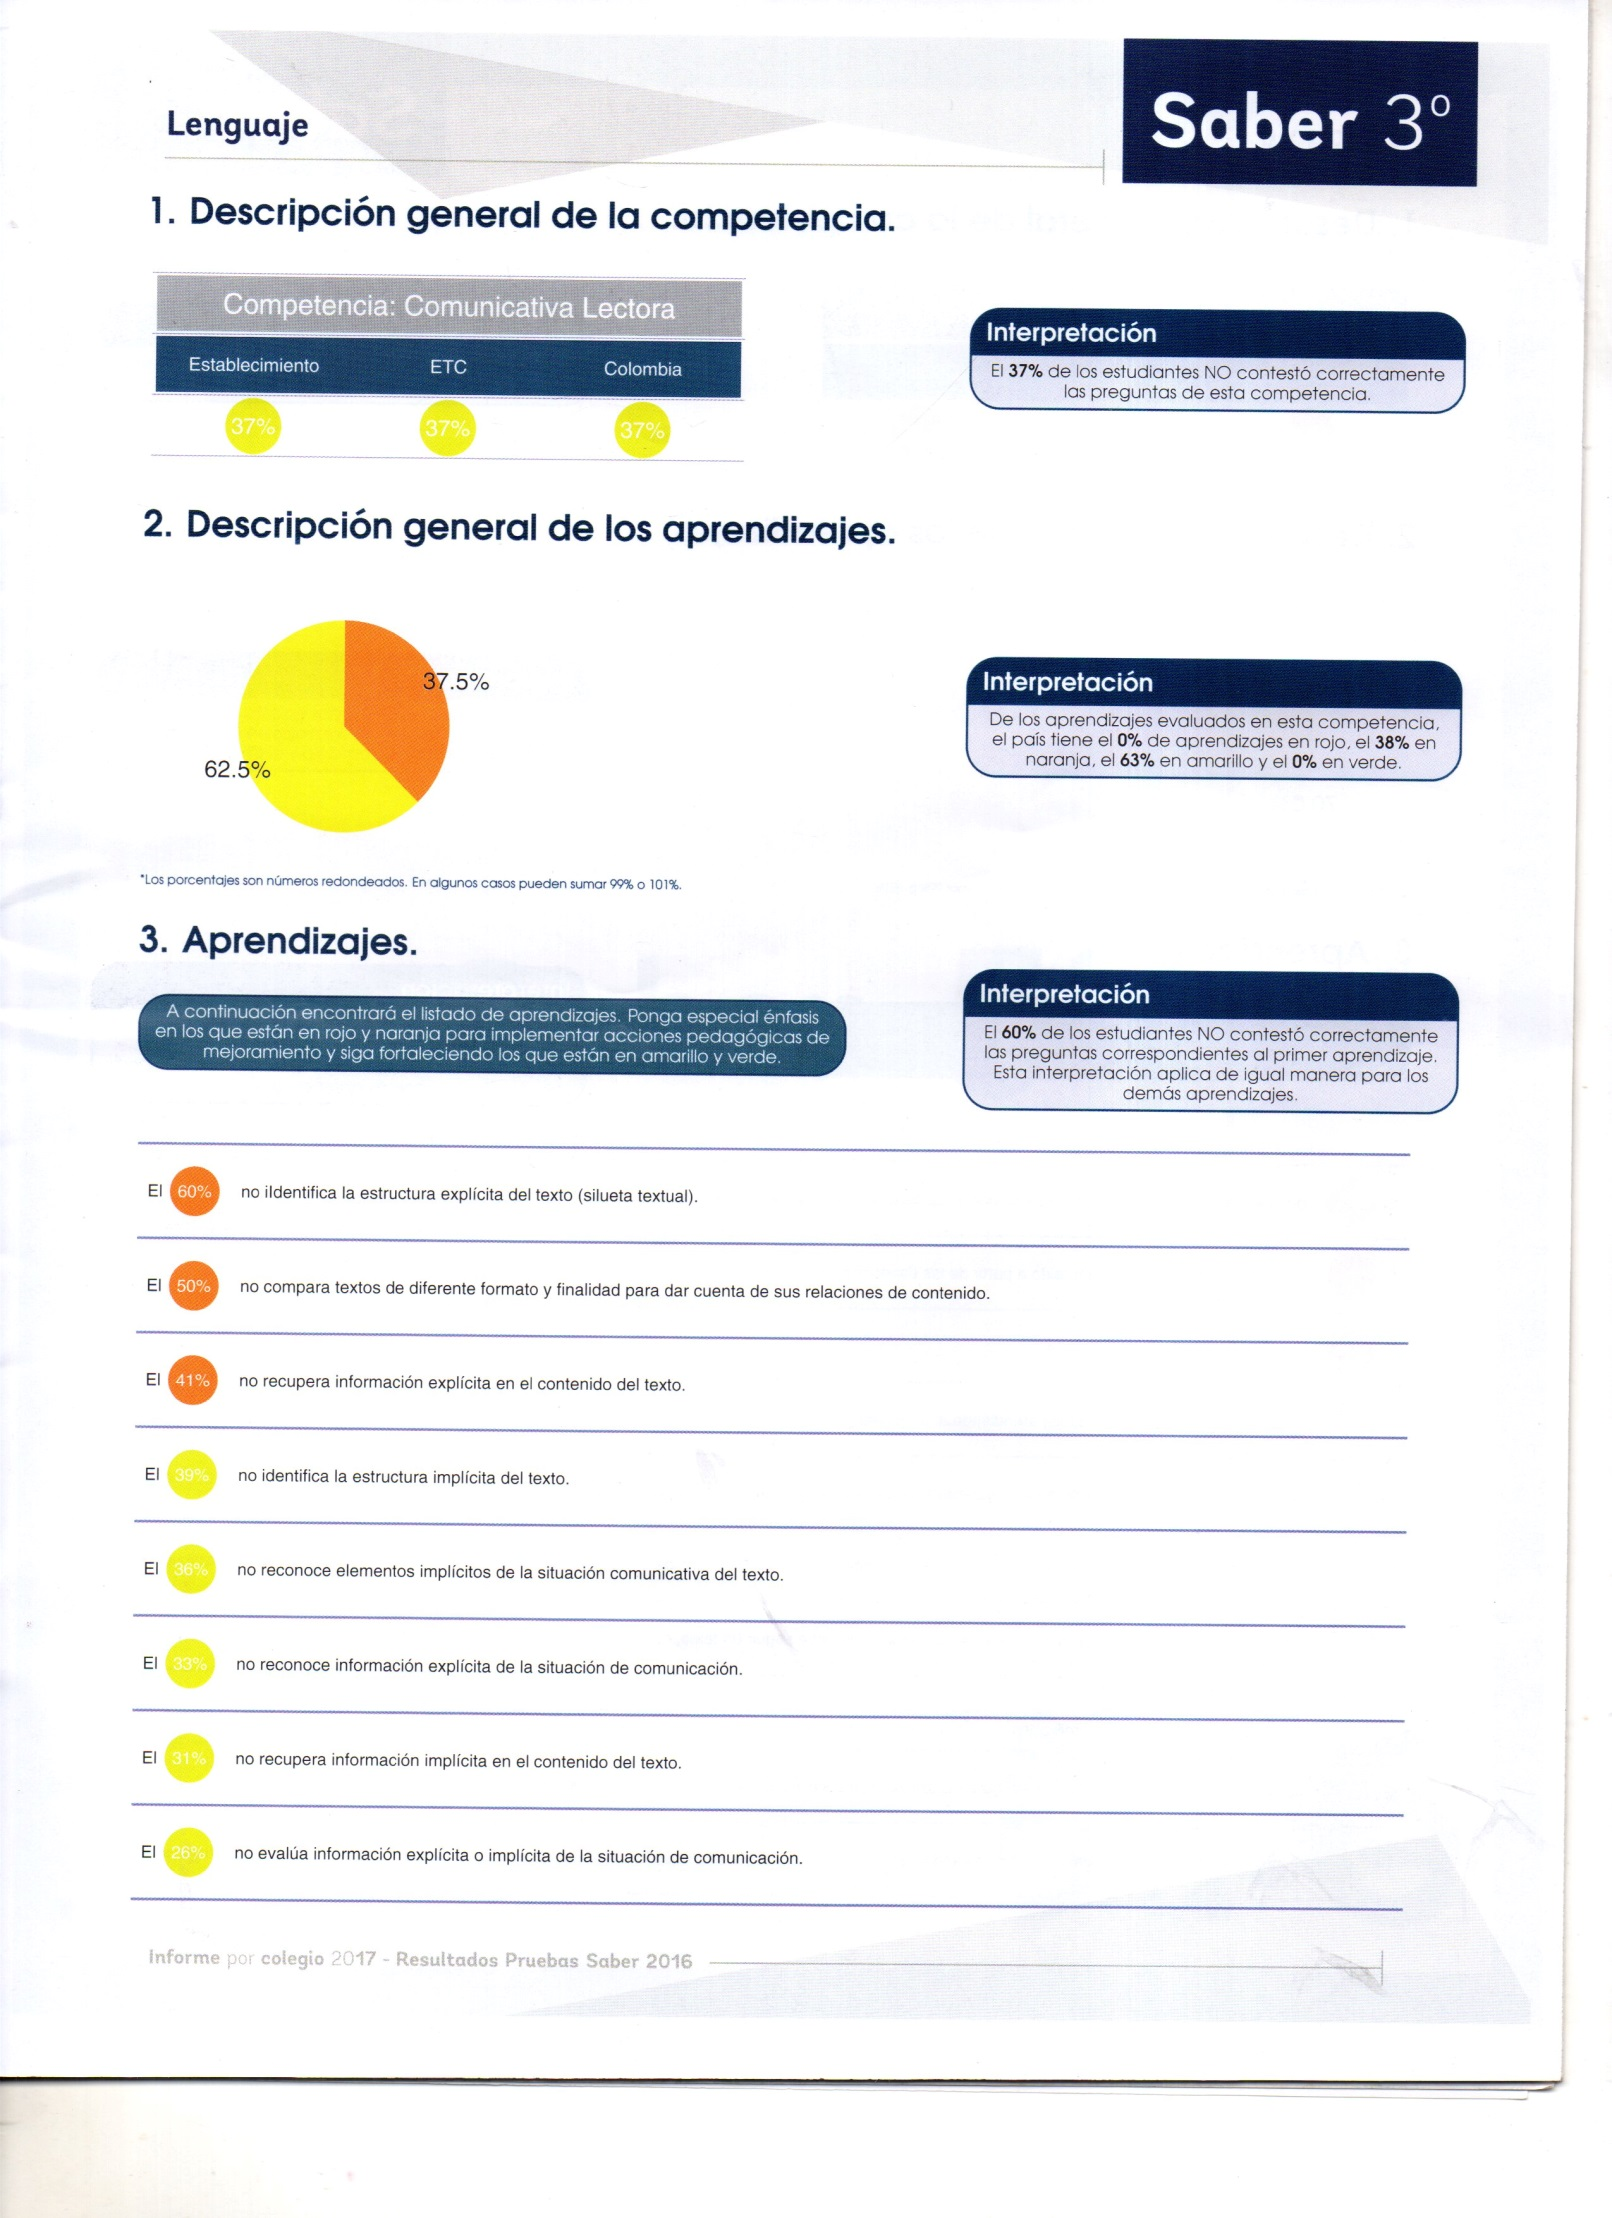 Lenguaje
Saber 3º
1. Descripción general de la competencia.
Competencia: Comunicativa Lectora
Establecimiento ETC Colombia
37% 37% 37%
Interpretación
El 37% de los estudiantes NO contestó correctamente
las preguntas de esta competencia.
2. Descripción general de los aprendizajes.
37.5%
62.5%
Interpretación
De los aprendizajes evaluados en esta competencia,
el país tiene el 0% de aprendizajes en rojo, el 38% en
naranja, el 63% en amarillo y el 0% en verde.
*Los porcentajes son números redondeados. En algunos casos pueden sumar 99% o 101%.
3. Aprendizajes.
A continuación encontrará el listado de aprendizajes. Ponga especial énfasis
en los que están en rojo y naranja para implementar acciones pedagógicas de
mejoramiento y siga fortaleciendo los que están en amarillo y verde.
Interpretación
El 60% de los estudiantes NO contestó correctamente
las preguntas correspondientes al primer aprendizaje.
Esta interpretación aplica de igual manera para los
demás aprendizajes.
El 60% no iIdentifica la estructura explícita del texto (silueta textual).
El 50% no compara textos de diferente formato y finalidad para dar cuenta de sus relaciones de contenido.
El 41% no recupera información explícita en el contenido del texto.
El 39% no identifica la estructura implícita del texto.
El 36% no reconoce elementos implícitos de la situación comunicativa del texto.
El 33% no reconoce información explícita de la situación de comunicación.
El 31% no recupera información implícita en el contenido del texto.
El 26% no evalúa información explícita o implícita de la situación de comunicación.
Informe por colegio 2017 - Resultados Pruebas Saber 2016